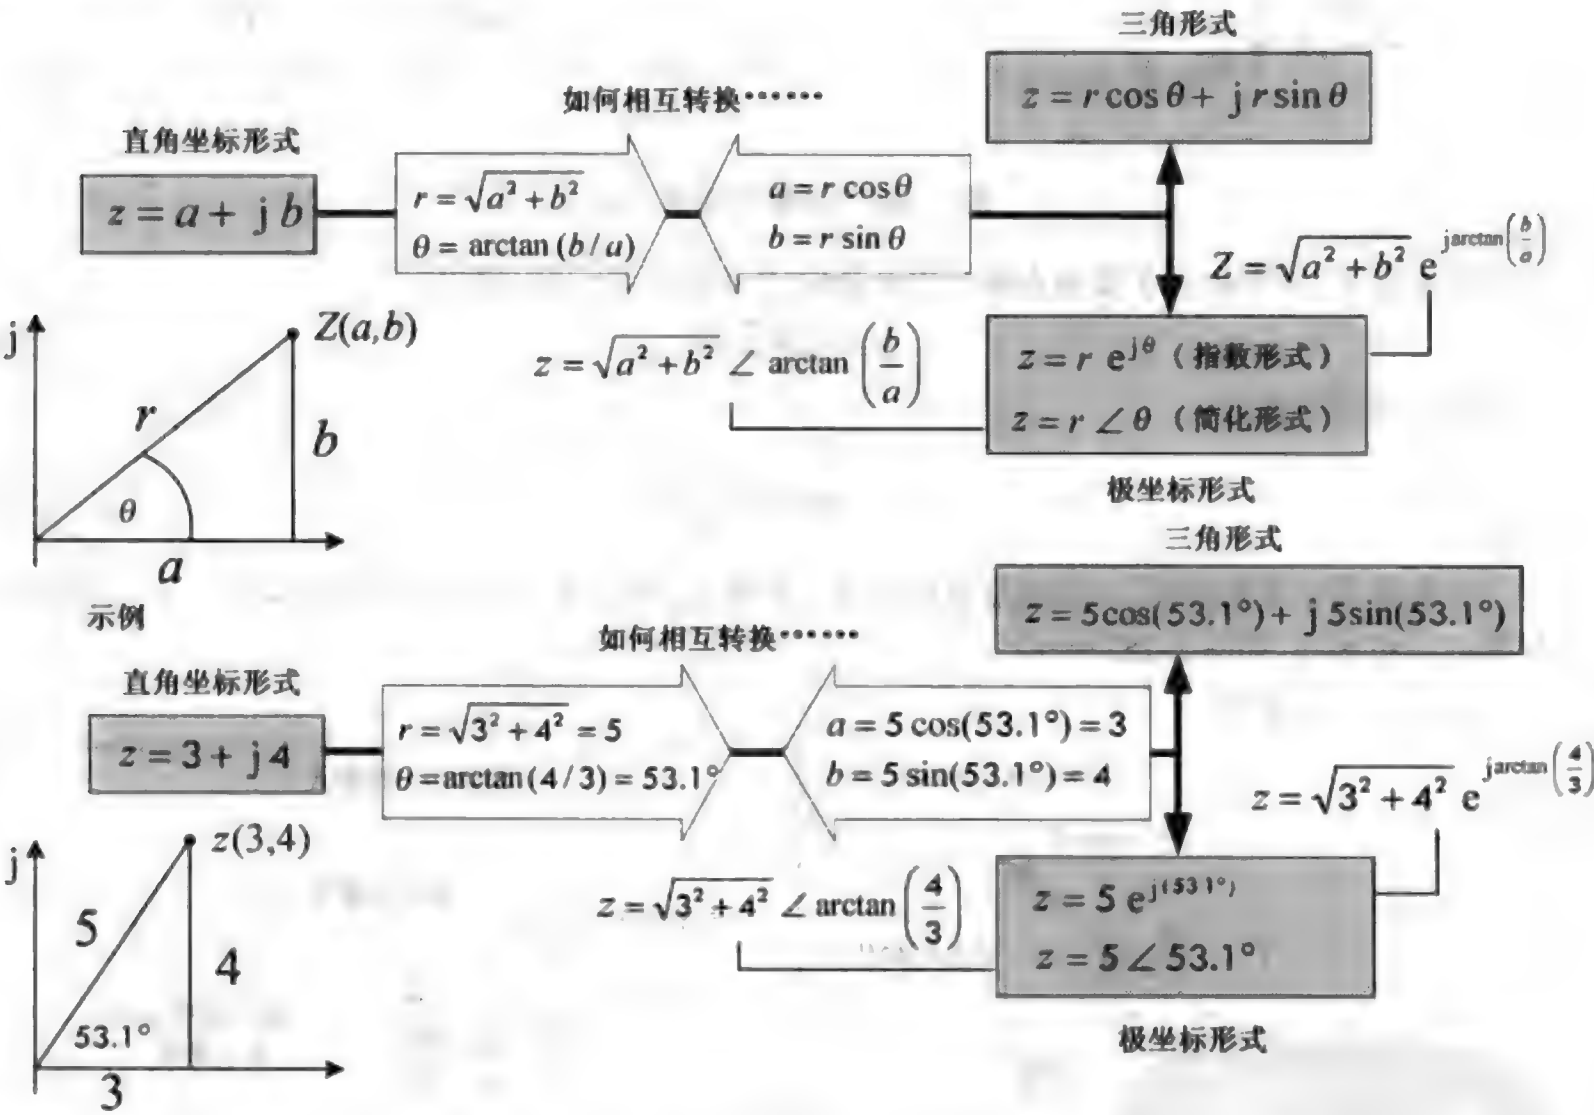 三角形式
z = r cos θ + j r sin θ
如何相互转换……
直角坐标形式
z = a + j b
r = √(a² + b²)
θ = arctan (b / a)
a = r cos θ
b = r sin θ
Z = √(a² + b²) e^(j arctan(b/a))
j
Z(a,b)
r
b
θ
a
z = √(a² + b²) ∠ arctan (b/a)
z = r e^(jθ)（指数形式）
z = r ∠ θ（简化形式）
极坐标形式
示例
三角形式
z = 5cos(53.1°) + j 5sin(53.1°)
如何相互转换……
直角坐标形式
z = 3 + j 4
r = √(3² + 4²) = 5
θ = arctan(4 / 3) = 53.1°
a = 5 cos(53.1°) = 3
b = 5 sin(53.1°) = 4
z = √(3² + 4²) e^(j arctan(4/3))
j
z(3,4)
5
4
53.1°
3
z = √(3² + 4²) ∠ arctan (4/3)
z = 5 e^(j(53.1°))
z = 5 ∠ 53.1°
极坐标形式